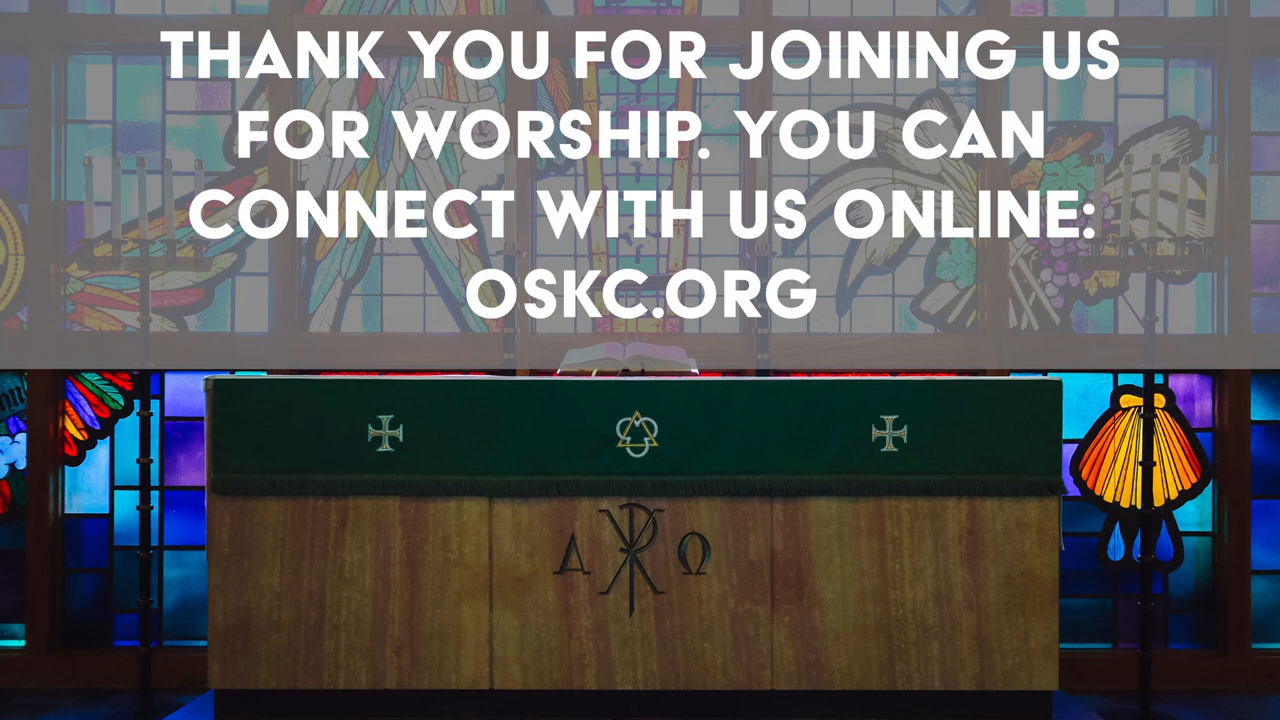 THANK YOU FOR JOINING US
FOR WORSHIP. YOU CAN
CONNECT WITH US ONLINE:
OSKC.ORG
Α ☧ Ω